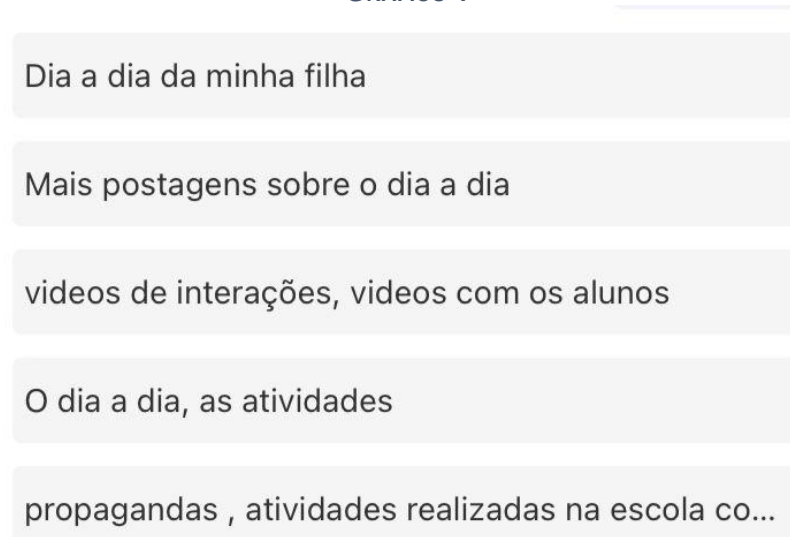 Dia a dia da minha filha
Mais postagens sobre o dia a dia
videos de interações, videos com os alunos
O dia a dia, as atividades
propagandas , atividades realizadas na escola co...